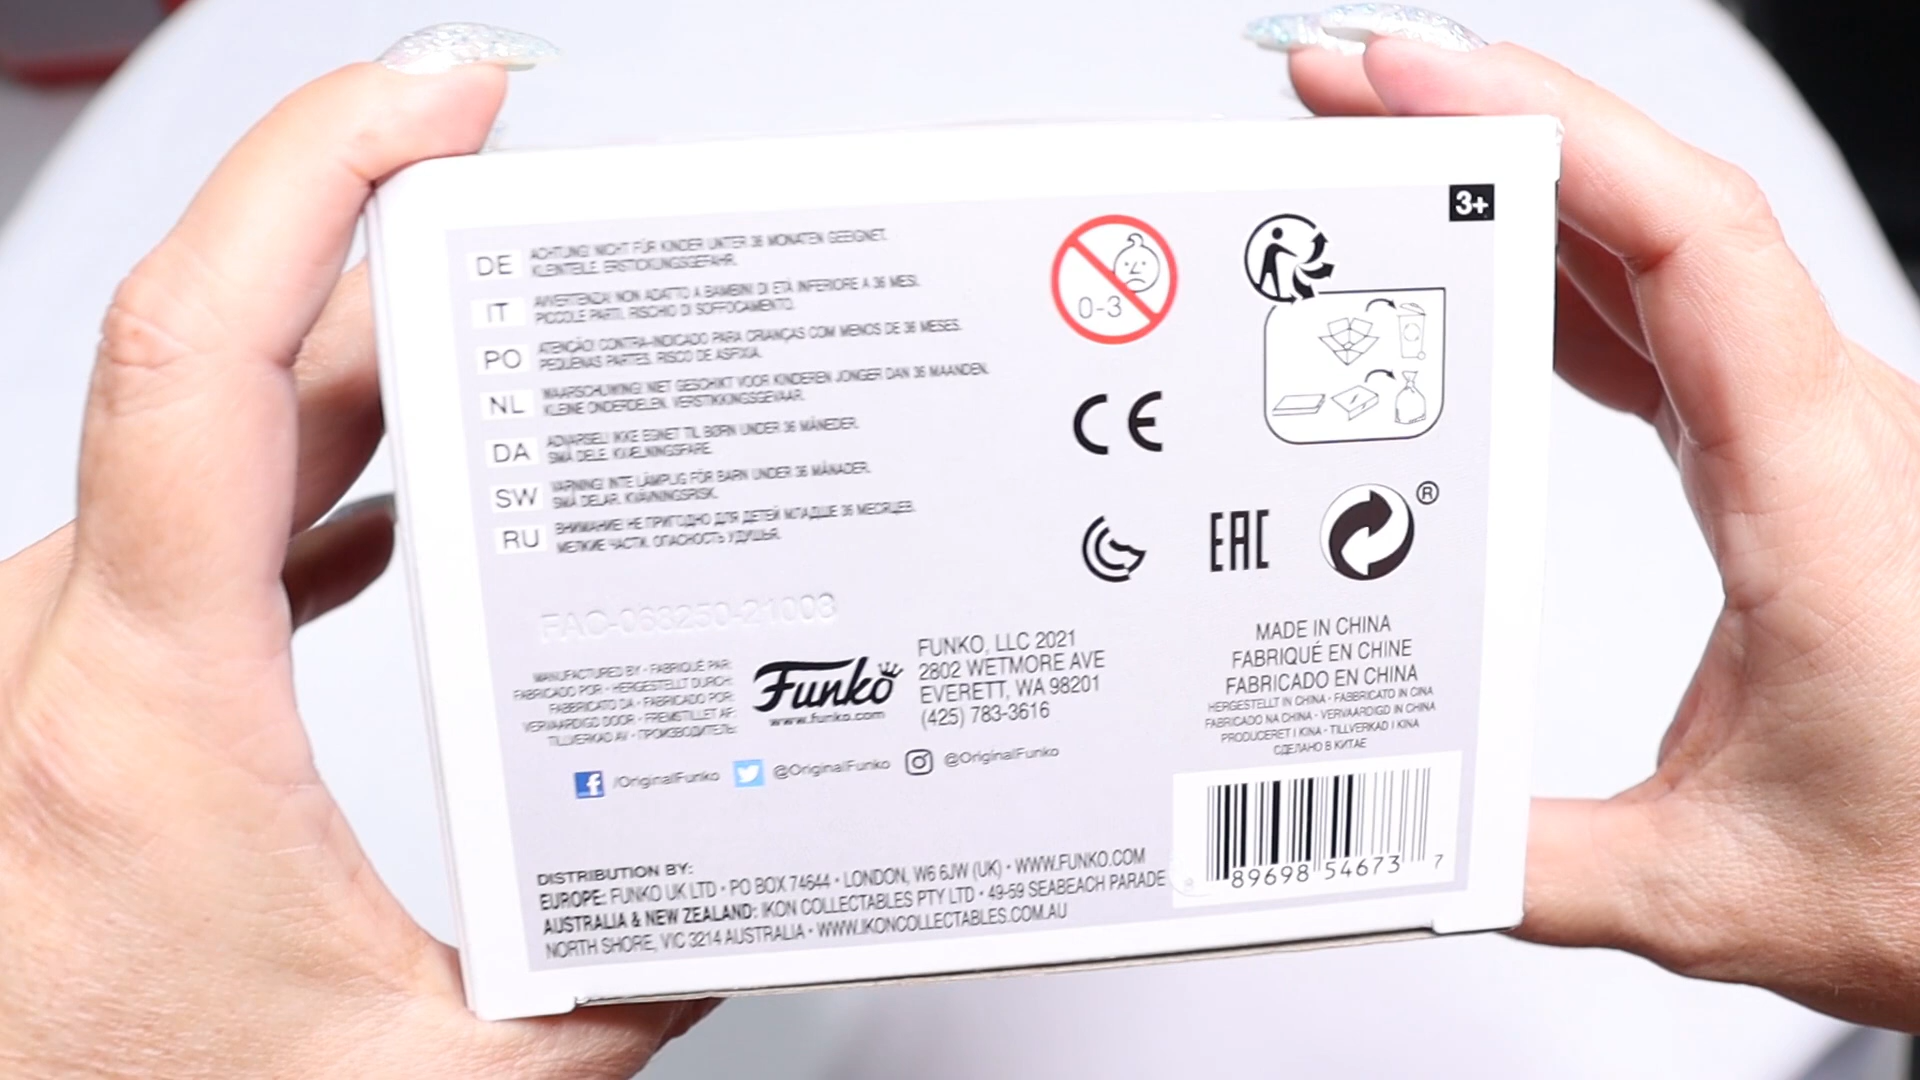 3+
DE
ACHTUNG! NICHT FÜR KINDER UNTER 36 MONATEN GEEIGNET.
KLEINTEILE. ERSTICKUNGSGEFAHR.
IT
AVVERTENZA! NON ADATTO A BAMBINI DI ETÀ INFERIORE A 36 MESI.
PICCOLE PARTI. RISCHIO DI SOFFOCAMENTO.
PO
ATENÇÃO! CONTRA-INDICADO PARA CRIANÇAS COM MENOS DE 36 MESES.
PEQUENAS PARTES. RISCO DE ASFIXIA.
NL
WAARSCHUWING! NIET GESCHIKT VOOR KINDEREN JONGER DAN 36 MAANDEN.
KLEINE ONDERDELEN. VERSTIKKINGSGEVAAR.
DA
ADVARSEL! IKKE EGNET TIL BØRN UNDER 36 MÅNEDER.
SMÅ DELE. KVÆLNINGSFARE.
SW
VARNING! INTE LÄMPLIG FÖR BARN UNDER 36 MÅNADER.
SMÅ DELAR. KVÄVNINGSRISK.
RU
ВНИМАНИЕ! НЕ ПРИГОДНО ДЛЯ ДЕТЕЙ МЛАДШЕ 36 МЕСЯЦЕВ.
МЕЛКИЕ ЧАСТИ. ОПАСНОСТЬ УДУШЬЯ.
0-3
CE
EAC
®
FAC-063250-21003
MANUFACTURED BY • FABRIQUÉ PAR:
FABRICADO POR • HERGESTELLT DURCH:
FABBRICATO DA • FABRICADO POR:
VERVAARDIGD DOOR • FREMSTILLET AF:
TILLVERKAD AV • ПРОИЗВОДИТЕЛЬ:
Funko
www.funko.com
FUNKO, LLC 2021
2802 WETMORE AVE
EVERETT, WA 98201
(425) 783-3616
MADE IN CHINA
FABRIQUÉ EN CHINE
FABRICADO EN CHINA
HERGESTELLT IN CHINA • FABBRICATO IN CINA
FABRICADO NA CHINA • VERVAARDIGD IN CHINA
PRODUCERET I KINA • TILLVERKAD I KINA
СДЕЛАНО В КИТАЕ
/OriginalFunko @OriginalFunko @OriginalFunko
DISTRIBUTION BY:
EUROPE: FUNKO UK LTD • PO BOX 74644 • LONDON, W6 6JW (UK) • WWW.FUNKO.COM
AUSTRALIA & NEW ZEALAND: IKON COLLECTABLES PTY LTD • 49-59 SEABEACH PARADE
NORTH SHORE, VIC 3214 AUSTRALIA • WWW.IKONCOLLECTABLES.COM.AU
89698 54673 7